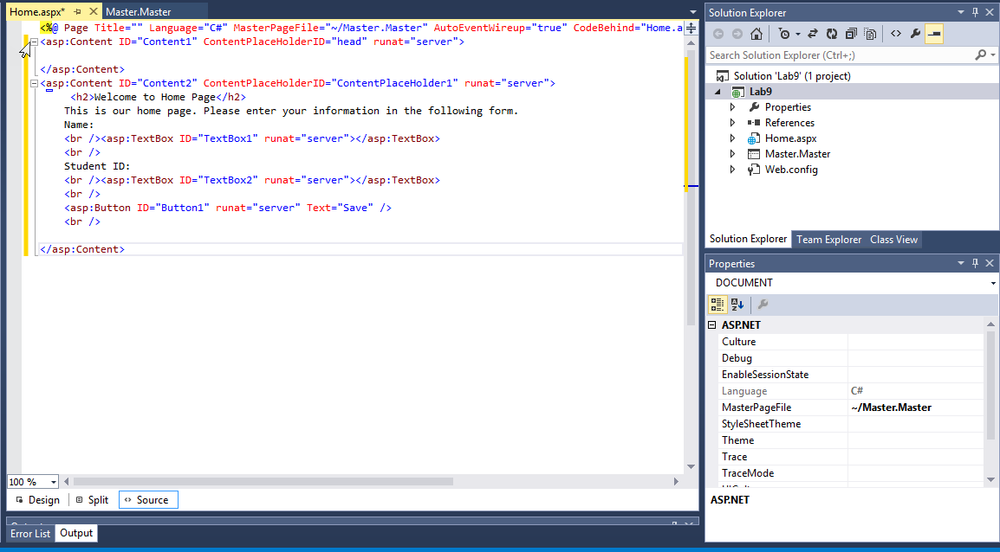 Home.aspx*
Master.Master
<%@ Page Title="" Language="C#" MasterPageFile="~/Master.Master" AutoEventWireup="true" CodeBehind="Home.a
<asp:Content ID="Content1" ContentPlaceHolderID="head" runat="server">
</asp:Content>
<asp:Content ID="Content2" ContentPlaceHolderID="ContentPlaceHolder1" runat="server">
<h2>Welcome to Home Page</h2>
This is our home page. Please enter your information in the following form.
Name:
<br /><asp:TextBox ID="TextBox1" runat="server"></asp:TextBox>
<br />
Student ID:
<br /><asp:TextBox ID="TextBox2" runat="server"></asp:TextBox>
<br />
<asp:Button ID="Button1" runat="server" Text="Save" />
<br />
</asp:Content>
100 %
Design
Split
Source
Error List
Output
Solution Explorer
Search Solution Explorer (Ctrl+;)
Solution 'Lab9' (1 project)
Lab9
Properties
References
Home.aspx
Master.Master
Web.config
Solution Explorer
Team Explorer
Class View
Properties
DOCUMENT
ASP.NET
Culture
Debug
EnableSessionState
Language C#
MasterPageFile ~/Master.Master
StyleSheetTheme
Theme
Trace
TraceMode
ASP.NET